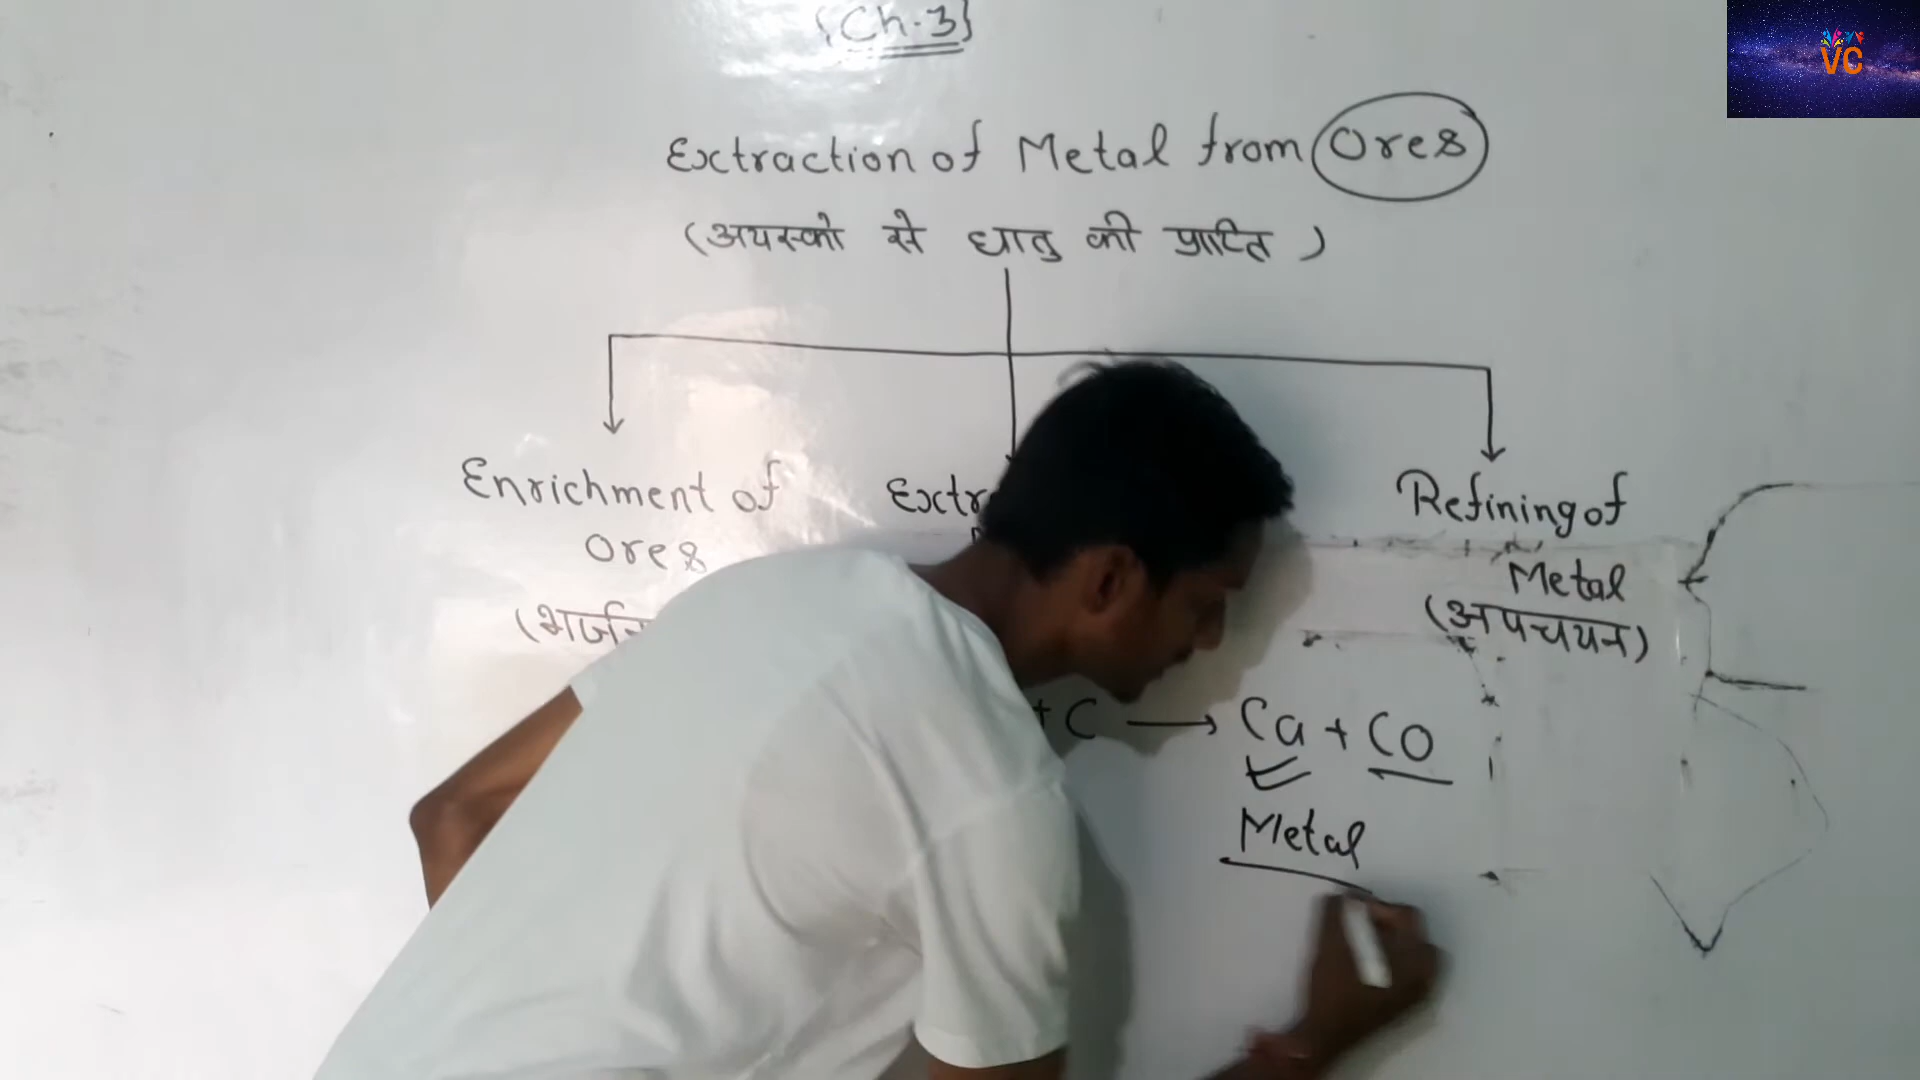 {Ch.3}
VC
Extraction of Metal from Ores
(अयस्को से धातु की प्राप्ति)
Enrichment of
Ores
Refining of
Metal
(अपचयन)
+ C → Ca + CO
Metal